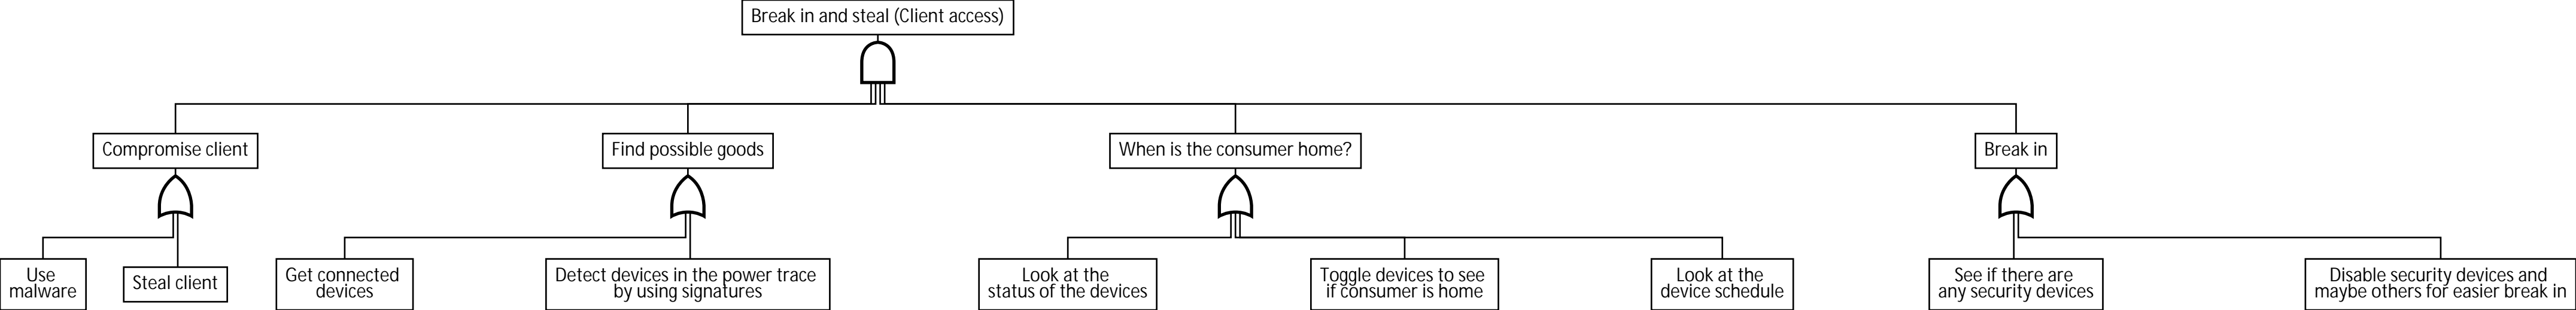 Break in and steal (Client access)
Compromise client
Find possible goods
When is the consumer home?
Break in
Use
malware
Steal client
Get connected
devices
Detect devices in the power trace
by using signatures
Look at the
status of the devices
Toggle devices to see
if consumer is home
Look at the
device schedule
See if there are
any security devices
Disable security devices and
maybe others for easier break in